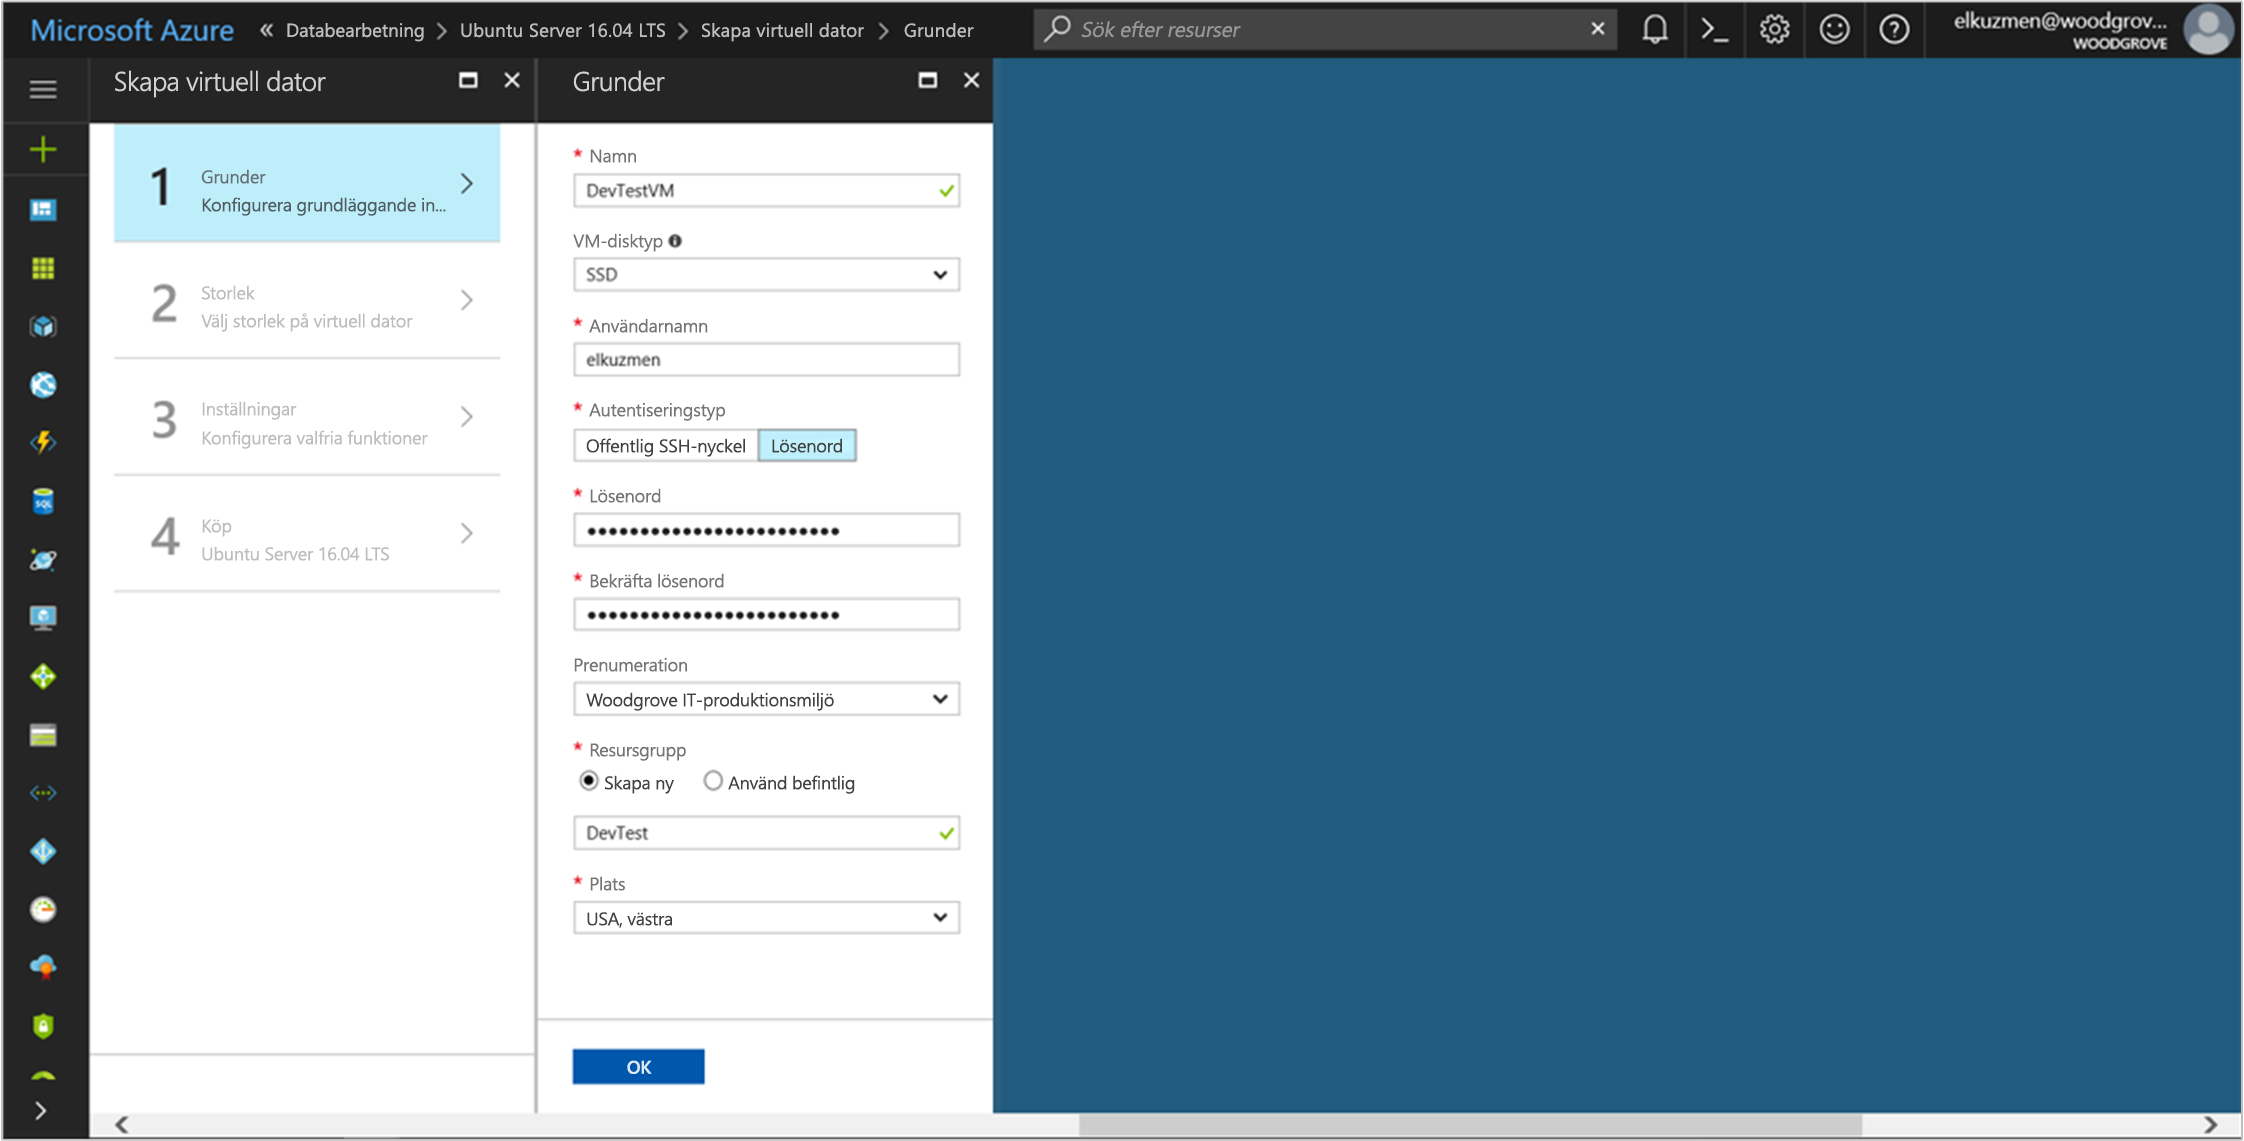 Microsoft Azure « Databearbetning > Ubuntu Server 16.04 LTS > Skapa virtuell dator > Grunder
Sök efter resurser
elkuzmen@woodgrov...
WOODGROVE
Skapa virtuell dator
1
Grunder
Konfigurera grundläggande in...
2
Storlek
Välj storlek på virtuell dator
3
Inställningar
Konfigurera valfria funktioner
4
Köp
Ubuntu Server 16.04 LTS
Grunder
* Namn
DevTestVM
VM-disktyp
SSD
* Användarnamn
elkuzmen
* Autentiseringstyp
Offentlig SSH-nyckel Lösenord
* Lösenord
* Bekräfta lösenord
Prenumeration
Woodgrove IT-produktionsmiljö
* Resursgrupp
Skapa ny Använd befintlig
DevTest
* Plats
USA, västra
OK
SQL